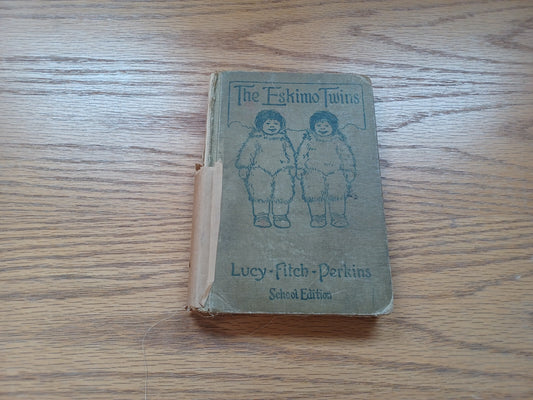 The Eskimo Twins
Lucy-Fitch-Perkins
School Edition